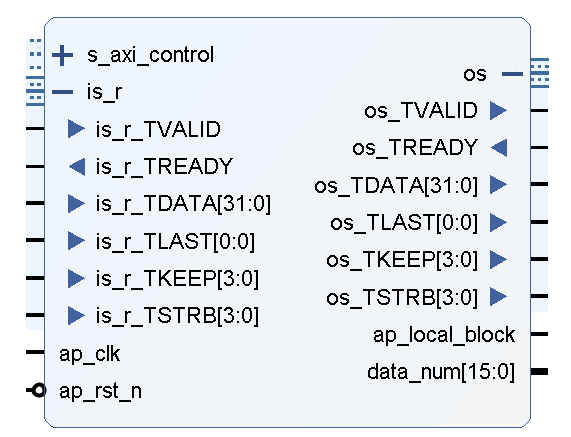 s_axi_control
is_r
is_r_TVALID
is_r_TREADY
is_r_TDATA[31:0]
is_r_TLAST[0:0]
is_r_TKEEP[3:0]
is_r_TSTRB[3:0]
ap_clk
ap_rst_n
os
os_TVALID
os_TREADY
os_TDATA[31:0]
os_TLAST[0:0]
os_TKEEP[3:0]
os_TSTRB[3:0]
ap_local_block
data_num[15:0]